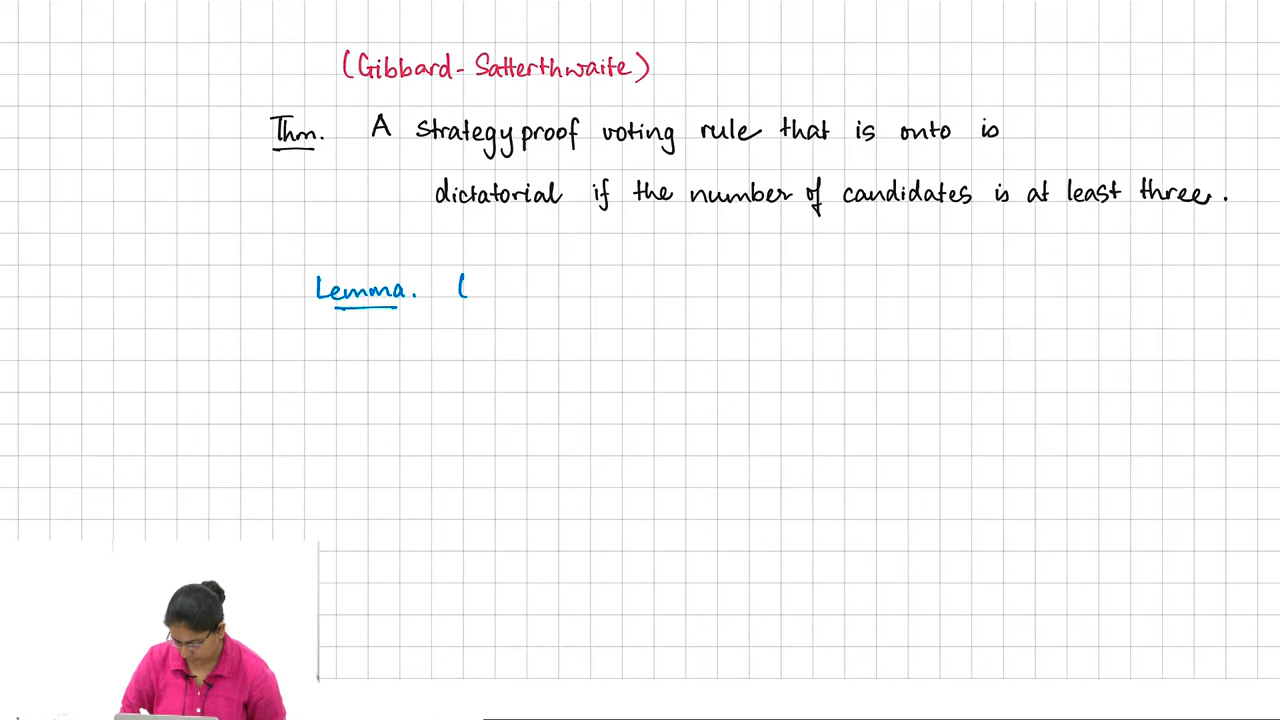 (Gibbard-Satterthwaite)
Thm. A strategyproof voting rule that is onto is
dictatorial if the number of candidates is at least three.
Lemma. (